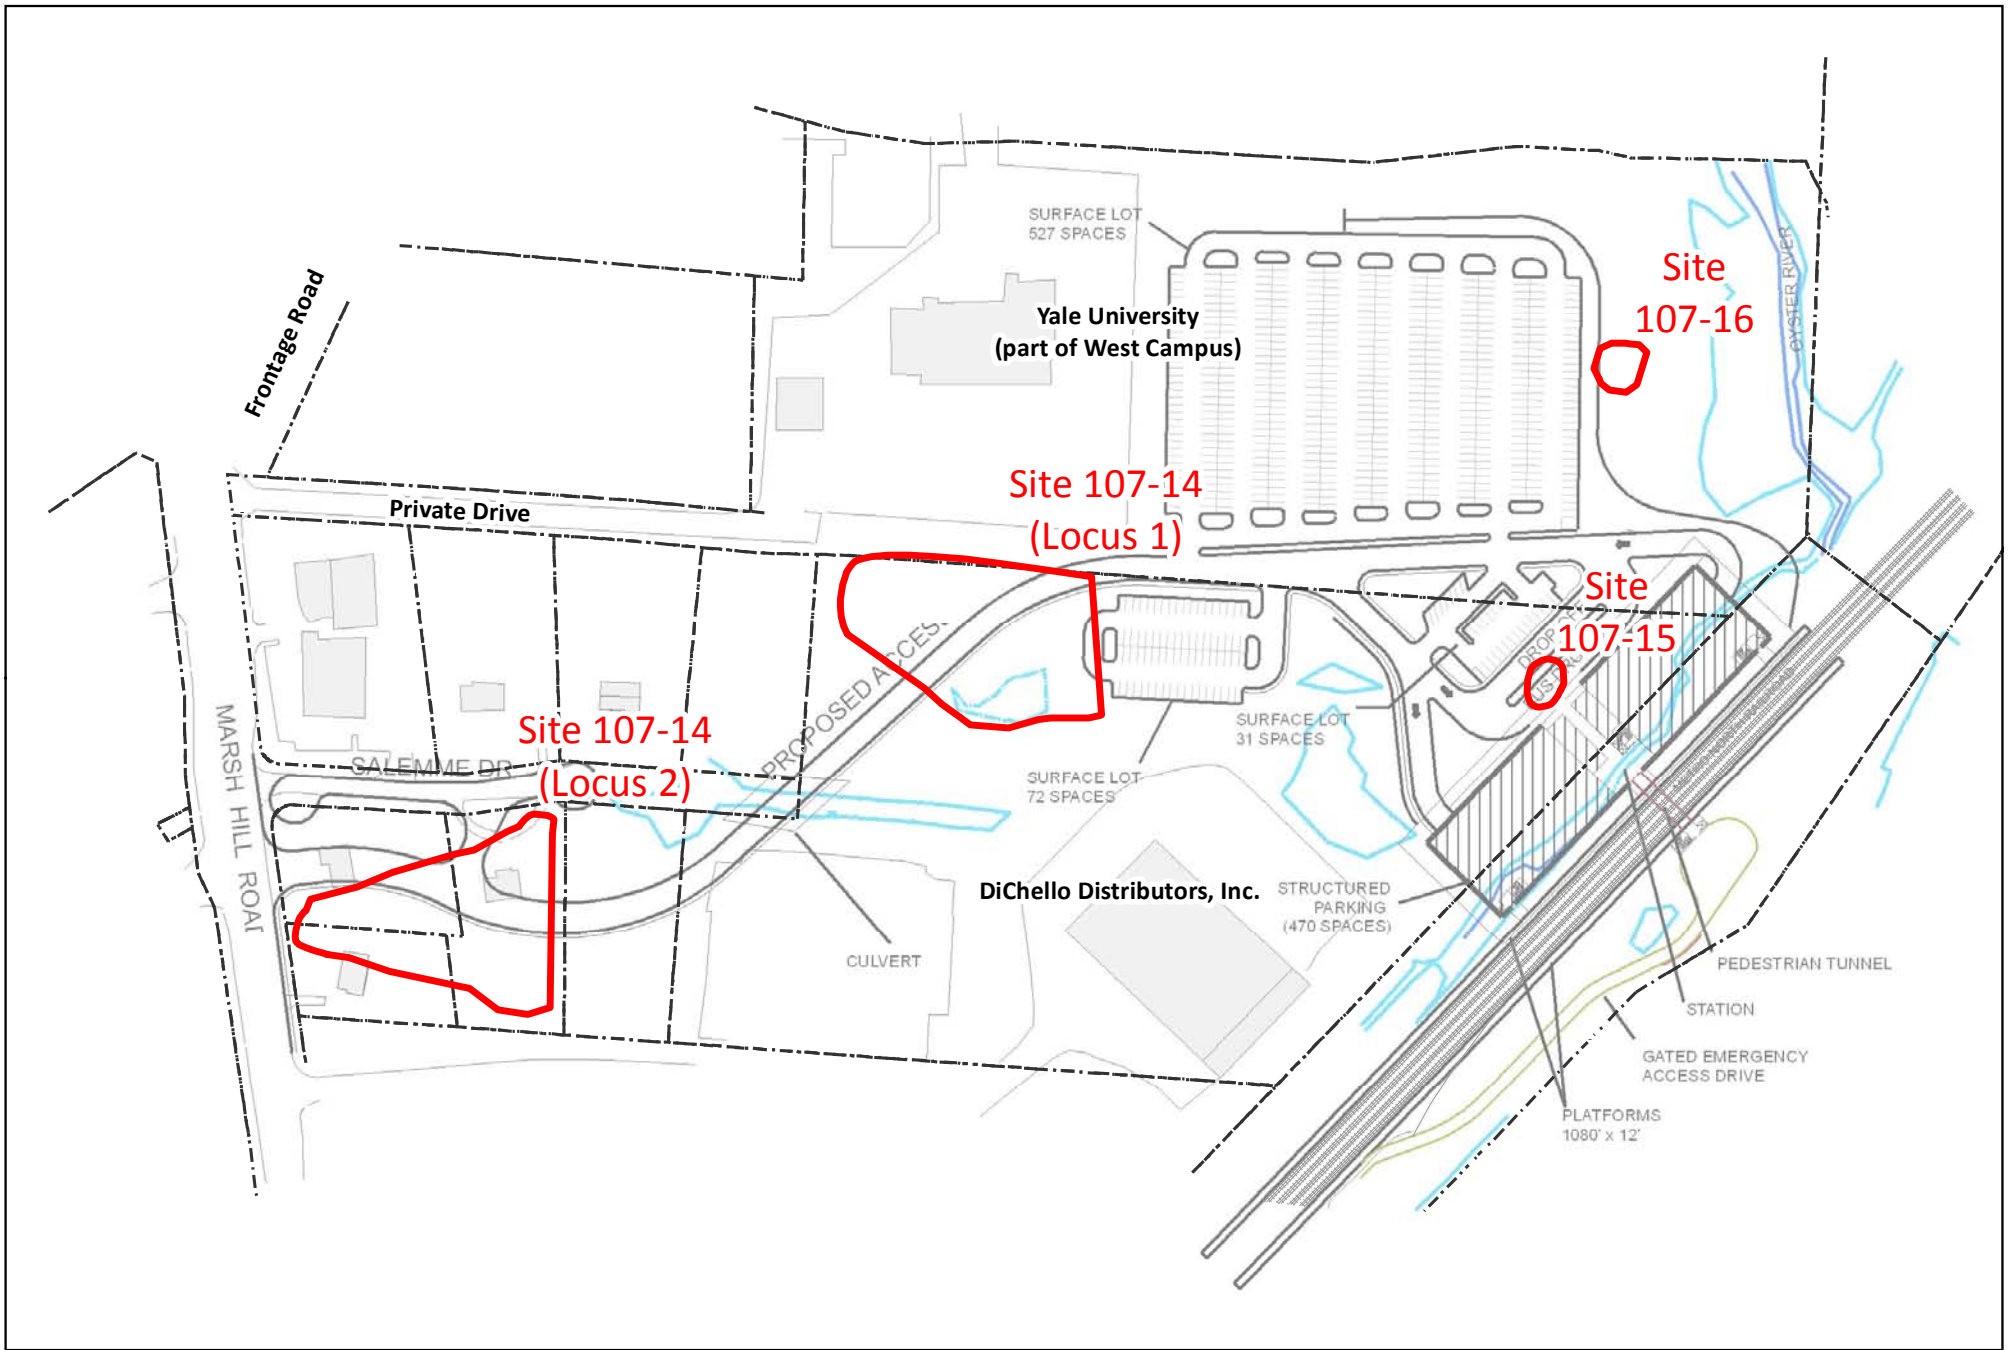 SURFACE LOT
527 SPACES
OYSTER RIVER
Site
107-16
Frontage Road
Yale University
(part of West Campus)
Site 107-14
(Locus 1)
Private Drive
Site
107-15
DROP OFF
PROPOSED ACCESS
MARSH HILL ROAD
SALEMME DR
Site 107-14
(Locus 2)
SURFACE LOT
31 SPACES
SURFACE LOT
72 SPACES
DiChello Distributors, Inc.
STRUCTURED
PARKING
(470 SPACES)
CULVERT
PEDESTRIAN TUNNEL
STATION
GATED EMERGENCY
ACCESS DRIVE
PLATFORMS
1080' x 12'